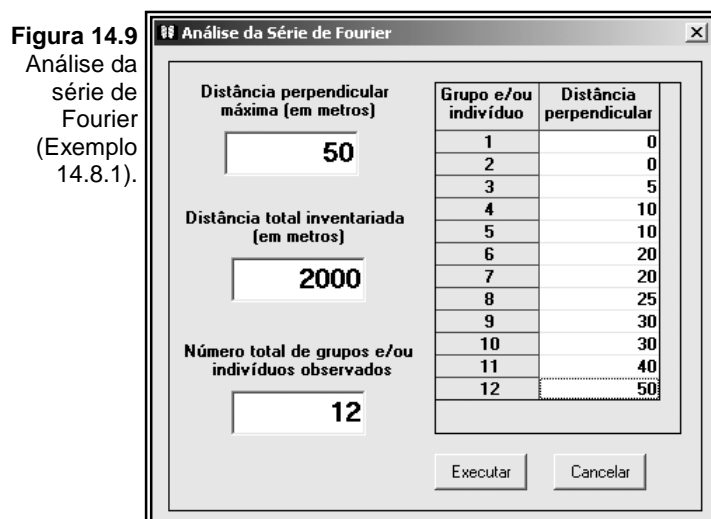 Figura 14.9
Análise da
série de
Fourier
(Exemplo
14.8.1).
Análise da Série de Fourier
Distância perpendicular
máxima (em metros)
50
Distância total inventariada
(em metros)
2000
Número total de grupos e/ou
indivíduos observados
12
Grupo e/ou indivíduo Distância perpendicular
1 0
2 0
3 5
4 10
5 10
6 20
7 20
8 25
9 30
10 30
11 40
12 50
Executar Cancelar